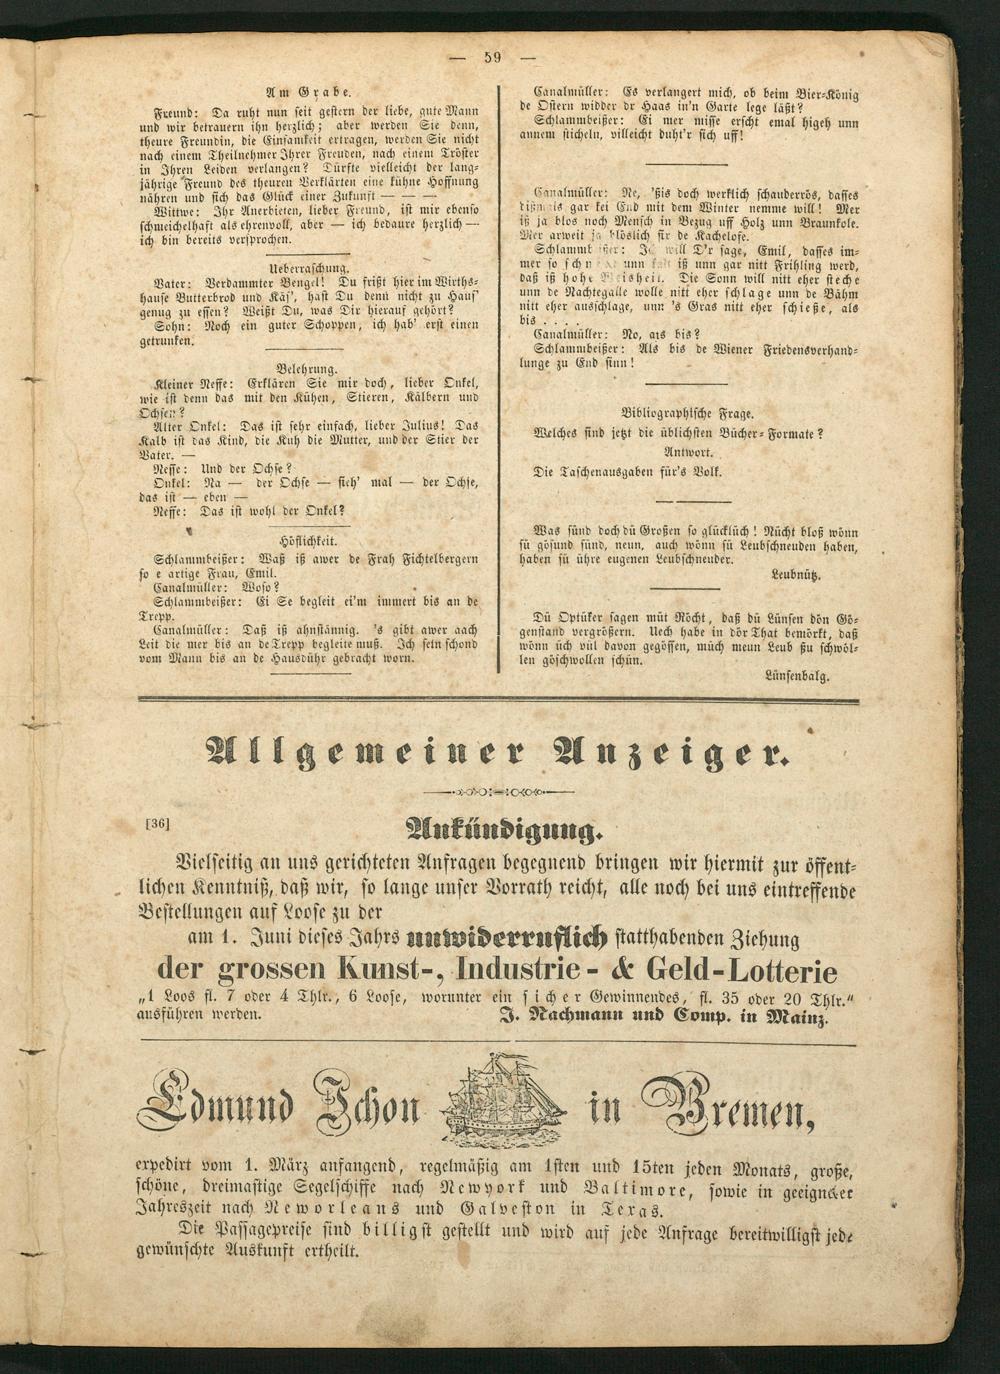 — 59 —
Am Grabe.
Freund: Da ruht nun seit gestern der liebe, gute Mann
und wir betrauern ihn herzlich; aber werden Sie denn,
theure Freundin, die Einsamkeit ertragen, werden Sie nicht
nach einem Theilnehmer Ihrer Freuden, nach einem Tröster
in Ihren Leiden verlangen? Dürfte vielleicht der lang-
jährige Freund des theuren Verklärten eine kühne Hoffnung
nähren und sich das Glück einer Zukunft — — —
Wittwe: Ihr Anerbieten, lieber Freund, ist mir ebenso
schmeichelhaft als ehrenvoll, aber — ich bedaure herzlich —
ich bin bereits versprochen.
Ueberraschung.
Vater: Verdammter Bengel! Du frißt hier im Wirths-
hause Butterbrod und Käs', hast Du denn nicht zu Haus'
genug zu essen? Weißt Du, was Dir hierauf gehört?
Sohn: Noch ein guter Schoppen, ich hab' erst einen
getrunken.
Belehrung.
Kleiner Neffe: Erklären Sie mir doch, lieber Onkel,
wie ist denn das mit den Kühen, Stieren, Kälbern und
Ochsen?
Alter Onkel: Das ist sehr einfach, lieber Julius! Das
Kalb ist das Kind, die Kuh die Mutter, und der Stier der
Vater. —
Neffe: Und der Ochse?
Onkel: Na — der Ochse — sieh' mal — der Ochse,
das ist — eben —
Neffe: Das ist wohl der Onkel?
Höflichkeit.
Schlammbeißer: Waß iß awer de Frah Fichtelbergern
so e artige Frau, Emil.
Canalmüller: Woso?
Schlammbeißer: Ei Se begleit ei'm immert bis an de
Trepp.
Canalmüller: Daß iß ahnständig. 's gibt awer aach
Leit die mer bis an de Trepp begleite muß. Ich sein schond
vom Mann bis an de Hausdühr gebracht worn.
Canalmüller: Es verlangert mich, ob beim Bier-König
de Ostern widder dr Haas in'n Garte lege läßt?
Schlammbeißer: Ei mer misse erscht emal higeh unn
annem sticheln, villeicht duht'r sich uff!
Canalmüller: Ne, 'ßis doch werklich schauderös, dasses
gar kei End mit dem Winter nemme will! Mer
iß ja blos noch Mensch in Bezug uff Holz unn Braunkole.
Mer arweit ja blöslich fir de Kachelofe.
Schlammbeißer: Ich will D'r sage, Emil, dasses im-
mer so schneie unn kalt iß unn gar nitt Frihling werd,
daß iß hohe Weisheit. Die Sonn will nitt eher steche
unn de Nachtegalle wolle nitt eher schlage unn de Bähm
nitt eher ausschlage, unn 's Gras nitt eher schieße, als
bis . . . .
Canalmüller: No, als bis?
Schlammbeißer: Als bis de Wiener Friedensverhand-
lunge zu End sinn!
Bibliographische Frage.
Welches sind jetzt die üblichsten Bücher-Formate?
Antwort.
Die Taschenausgaben für's Volk.
Was sünd doch dü Großen so glücklüch! Nücht bloß wönn
sü gösund sünd, neun, auch wönn sü Leubschneuden haben,
haben sü ühre eugenen Leubschneuder.
Leubnütz.
Dü Optüker sagen müt Röcht, daß dü Lünsen dön Gö-
genstand vergrößern. Uech habe in dör That bemörkt, daß
wönn üch vül davon gegössen, müch meun Leub ßu schwöl-
len göschwollen schün.
Lünsenbalg.
Allgemeiner Anzeiger.
[36]
Ankündigung.
Vielseitig an uns gerichteten Anfragen begegnend bringen wir hiermit zur öffent-
lichen Kenntniß, daß wir, so lange unser Vorrath reicht, alle noch bei uns eintreffende
Bestellungen auf Loose zu der
am 1. Juni dieses Jahrs unwiderruflich statthabenden Ziehung
der grossen Kunst-, Industrie- & Geld-Lotterie
„1 Loos fl. 7 oder 4 Thlr., 6 Loose, worunter ein sicher Gewinnendes, fl. 35 oder 20 Thlr."
ausführen werden. J. Nachmann und Comp. in Mainz.
Edmund Ichon in Bremen,
expedirt vom 1. März anfangend, regelmäßig am 1sten und 15ten jeden Monats, große,
schöne, dreimastige Segelschiffe nach Newyork und Baltimore, sowie in geeigneter
Jahreszeit nach Neworleans und Galveston in Texas.
Die Passagepreise sind billigst gestellt und wird auf jede Anfrage bereitwilligst jede
gewünschte Auskunft ertheilt.